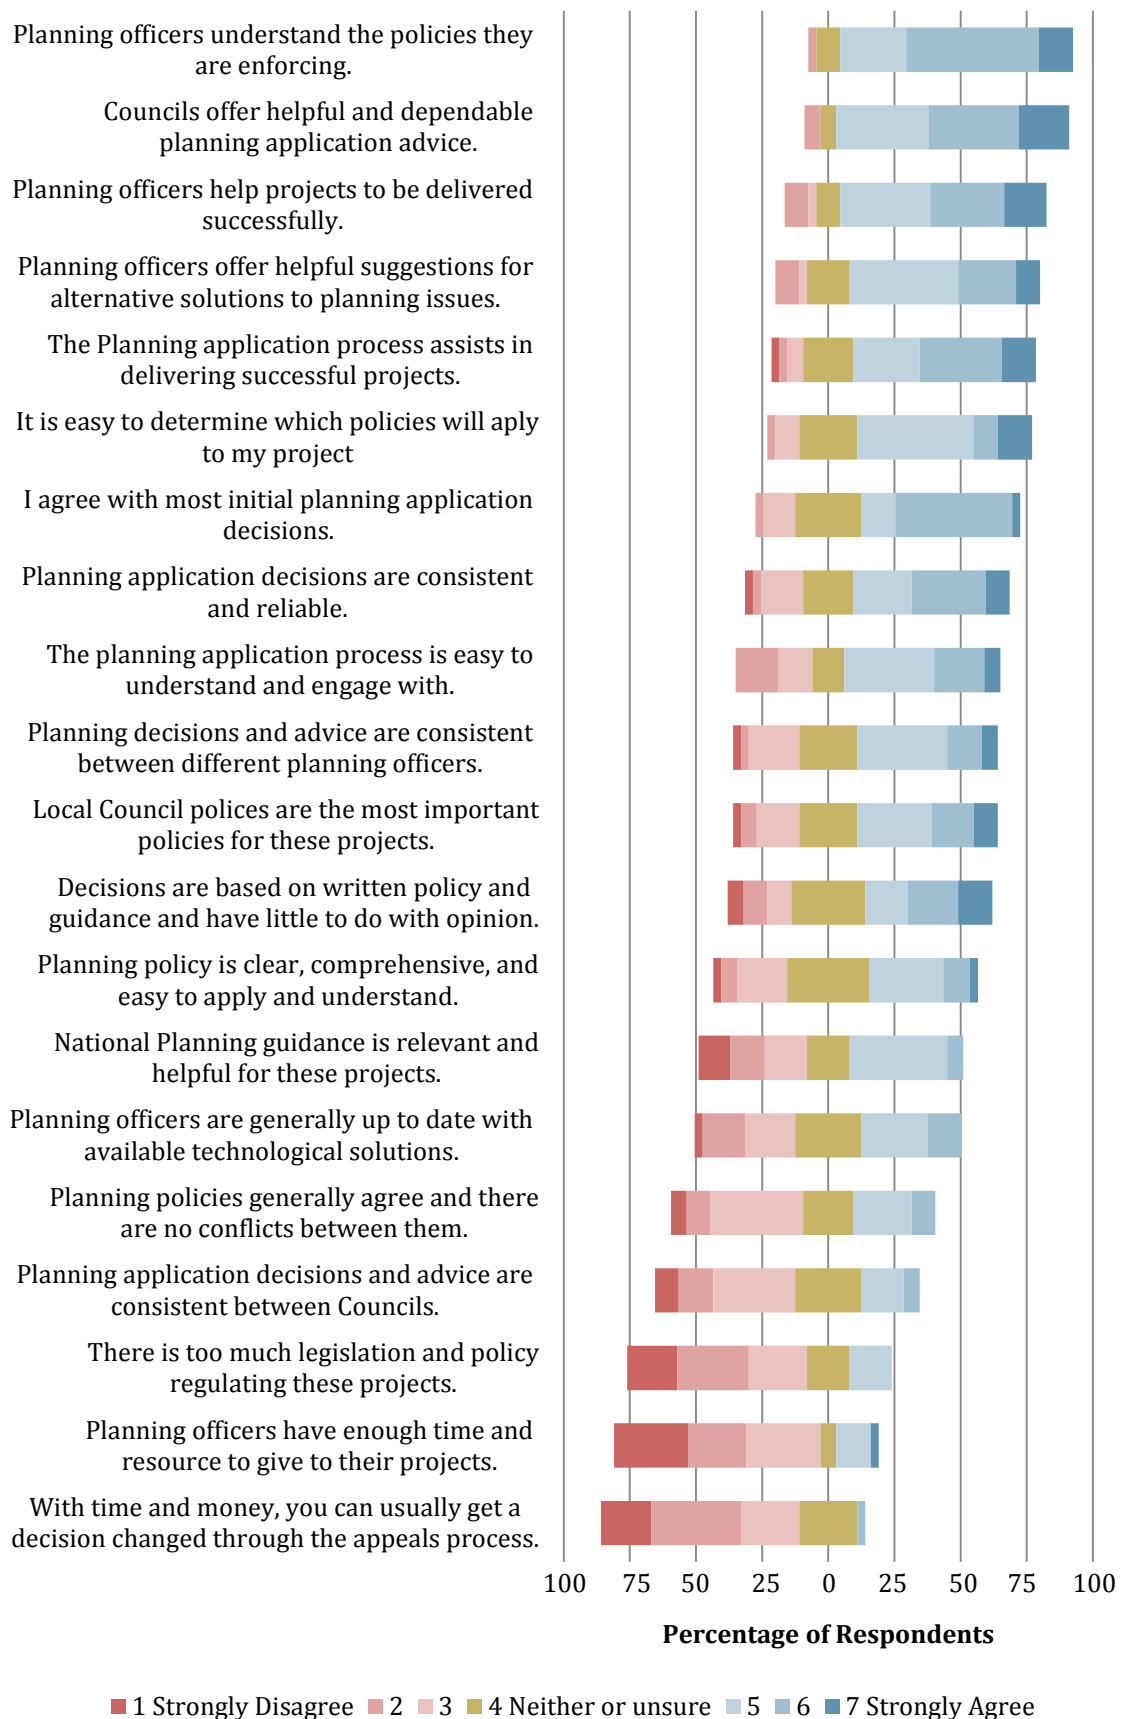 Planning officers understand the policies they
are enforcing.
Councils offer helpful and dependable
planning application advice.
Planning officers help projects to be delivered
successfully.
Planning officers offer helpful suggestions for
alternative solutions to planning issues.
The Planning application process assists in
delivering successful projects.
It is easy to determine which policies will aply
to my project
I agree with most initial planning application
decisions.
Planning application decisions are consistent
and reliable.
The planning application process is easy to
understand and engage with.
Planning decisions and advice are consistent
between different planning officers.
Local Council polices are the most important
policies for these projects.
Decisions are based on written policy and
guidance and have little to do with opinion.
Planning policy is clear, comprehensive, and
easy to apply and understand.
National Planning guidance is relevant and
helpful for these projects.
Planning officers are generally up to date with
available technological solutions.
Planning policies generally agree and there
are no conflicts between them.
Planning application decisions and advice are
consistent between Councils.
There is too much legislation and policy
regulating these projects.
Planning officers have enough time and
resource to give to their projects.
With time and money, you can usually get a
decision changed through the appeals process.
100 75 50 25 0 25 50 75 100
Percentage of Respondents
1 Strongly Disagree 2 3 4 Neither or unsure 5 6 7 Strongly Agree